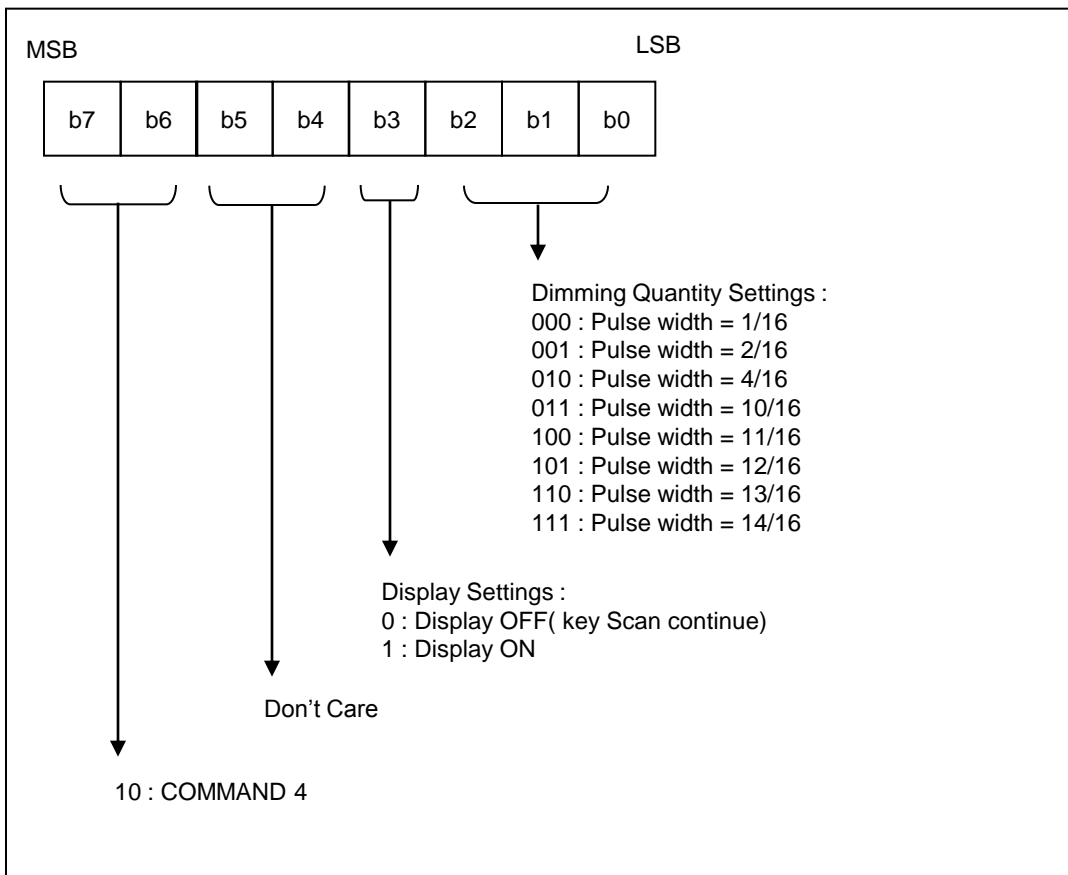 MSB
LSB
b7 b6 b5 b4 b3 b2 b1 b0
Dimming Quantity Settings :
000 : Pulse width = 1/16
001 : Pulse width = 2/16
010 : Pulse width = 4/16
011 : Pulse width = 10/16
100 : Pulse width = 11/16
101 : Pulse width = 12/16
110 : Pulse width = 13/16
111 : Pulse width = 14/16
Display Settings :
0 : Display OFF( key Scan continue)
1 : Display ON
Don’t Care
10 : COMMAND 4